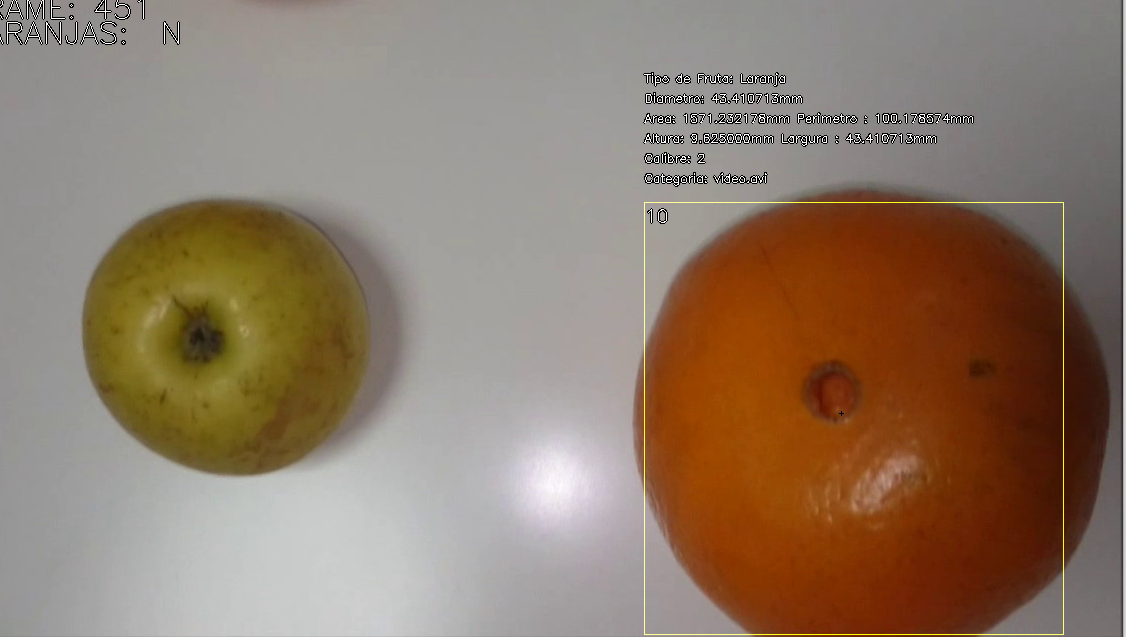 RAME: 451
ARANJAS: N
Tipo de Fruta: Laranja
Diametro: 43.410713mm
Area: 1571.232178mm Perimetro : 100.178574mm
Altura: 9.625000mm Largura : 43.410713mm
Calibre: 2
Categoria: video.avi
10